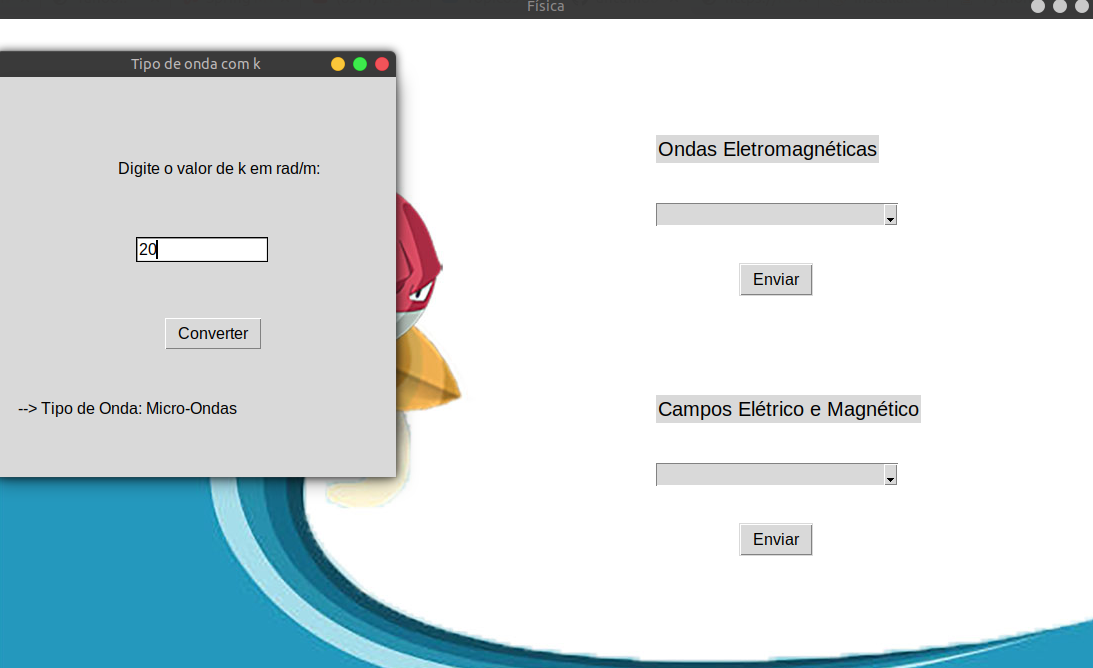 Física
Tipo de onda com k
Digite o valor de k em rad/m:
20
Converter
--> Tipo de Onda: Micro-Ondas
Ondas Eletromagnéticas
Enviar
Campos Elétrico e Magnético
Enviar